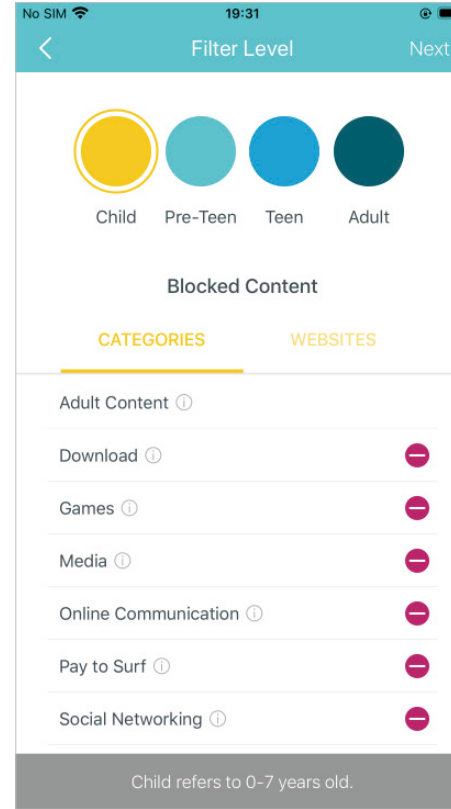 No SIM 19:31
Filter Level Next
Child Pre-Teen Teen Adult
Blocked Content
CATEGORIES WEBSITES
Adult Content
Download
Games
Media
Online Communication
Pay to Surf
Social Networking
Child refers to 0-7 years old.